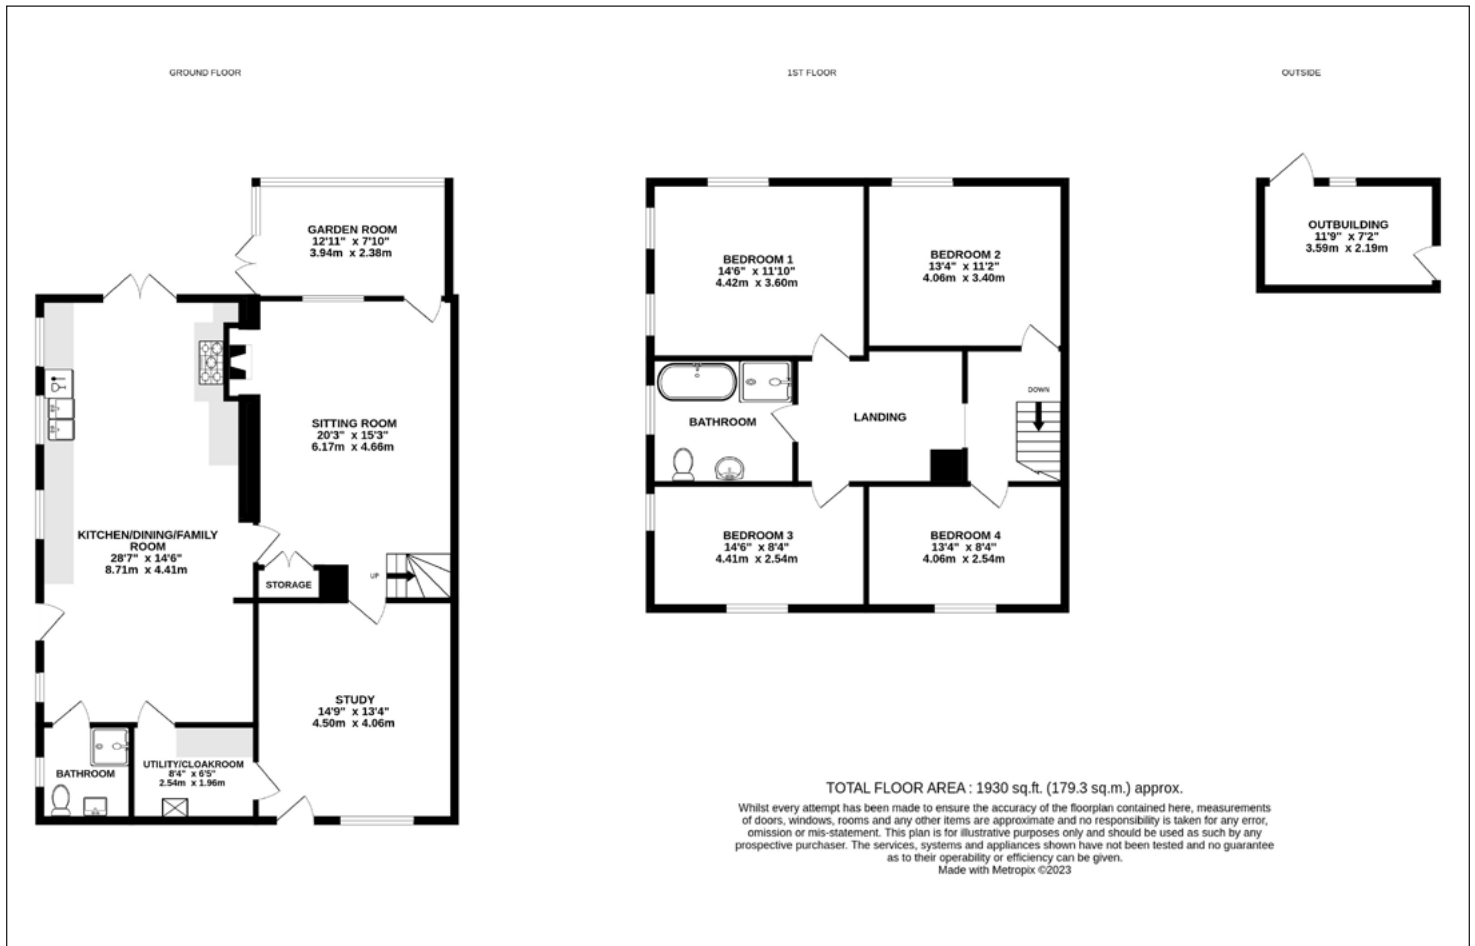 GROUND FLOOR
1ST FLOOR
OUTSIDE
GARDEN ROOM
12'11" x 7'10"
3.94m x 2.38m
SITTING ROOM
20'3" x 15'3"
6.17m x 4.66m
KITCHEN/DINING/FAMILY
ROOM
28'7" x 14'6"
8.71m x 4.41m
STORAGE
UP
STUDY
14'9" x 13'4"
4.50m x 4.06m
BATHROOM
UTILITY/CLOAKROOM
8'4" x 6'5"
2.54m x 1.96m
BEDROOM 1
14'6" x 11'10"
4.42m x 3.60m
BEDROOM 2
13'4" x 11'2"
4.06m x 3.40m
BATHROOM
LANDING
DOWN
BEDROOM 3
14'6" x 8'4"
4.41m x 2.54m
BEDROOM 4
13'4" x 8'4"
4.06m x 2.54m
OUTBUILDING
11'9" x 7'2"
3.59m x 2.19m
TOTAL FLOOR AREA : 1930 sq.ft. (179.3 sq.m.) approx.
Whilst every attempt has been made to ensure the accuracy of the floorplan contained here, measurements
of doors, windows, rooms and any other items are approximate and no responsibility is taken for any error,
omission or mis-statement. This plan is for illustrative purposes only and should be used as such by any
prospective purchaser. The services, systems and appliances shown have not been tested and no guarantee
as to their operability or efficiency can be given.
Made with Metropix ©2023